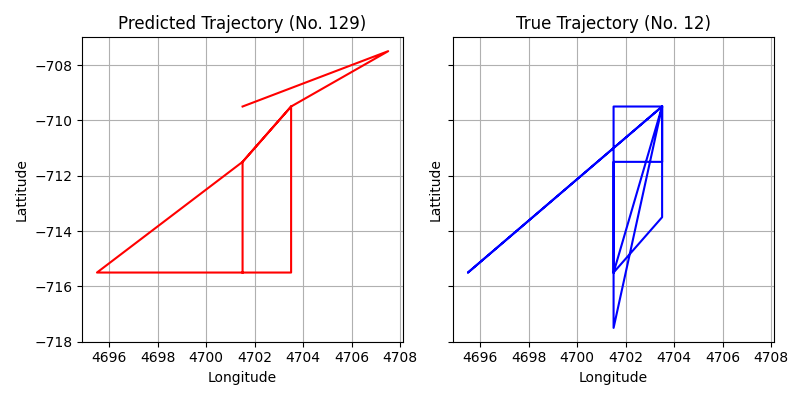 Predicted Trajectory (No. 129)
True Trajectory (No. 12)
Lattitude
−708
−710
−712
−714
−716
−718
4696 4698 4700 4702 4704 4706 4708
Longitude
Lattitude
4696 4698 4700 4702 4704 4706 4708
Longitude